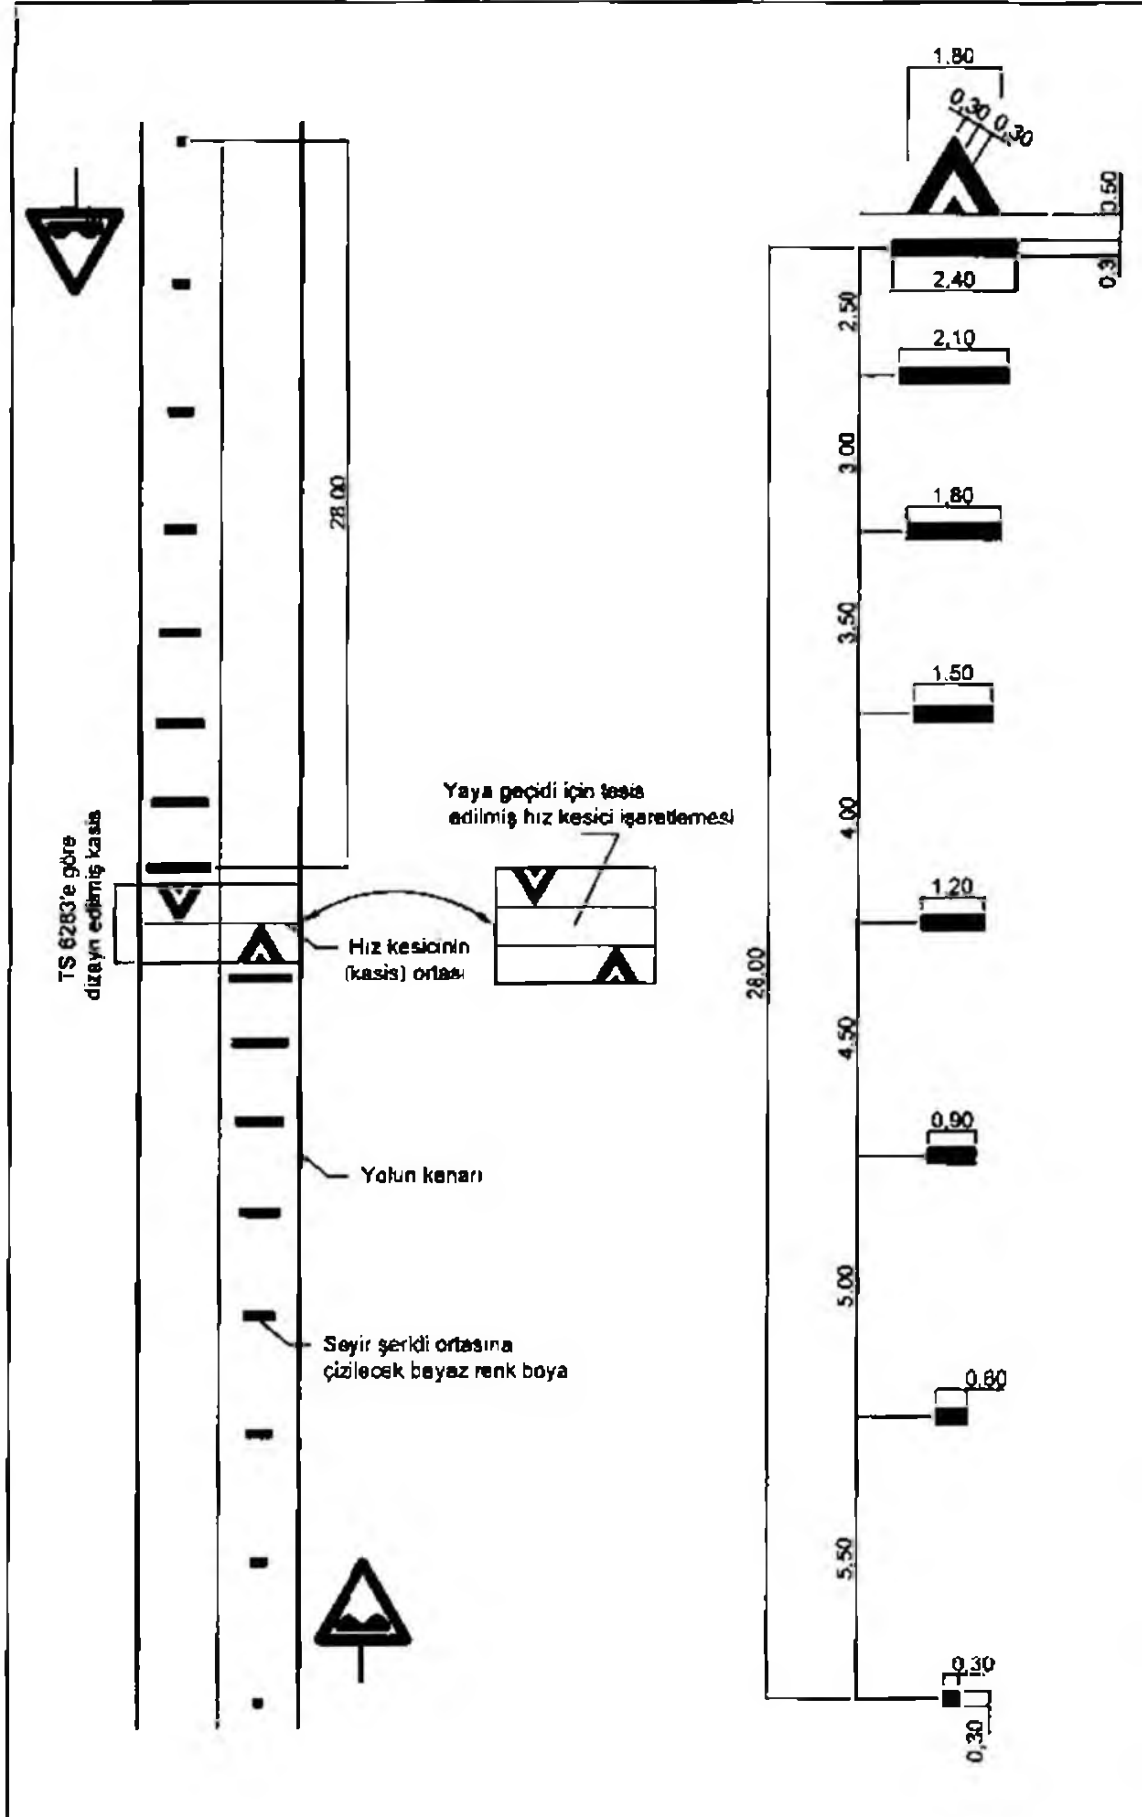 1.80
0,30
0,30
0.50
0.3
2,40
2,10
1,80
1.50
1.20
0,90
0,60
0,30
0,30
2,50
3.00
3,50
4.00
4.50
5.00
5,50
28.00
28.00
TS 6283'e göre
dizayn edilmiş kasis
Yaya geçidi için tesis
edilmiş hız kesici işaretlemesi
Hız kesicinin
(kasis) ortası
Yolun kenarı
Seyir şeridi ortasına
çizilecek beyaz renk boya